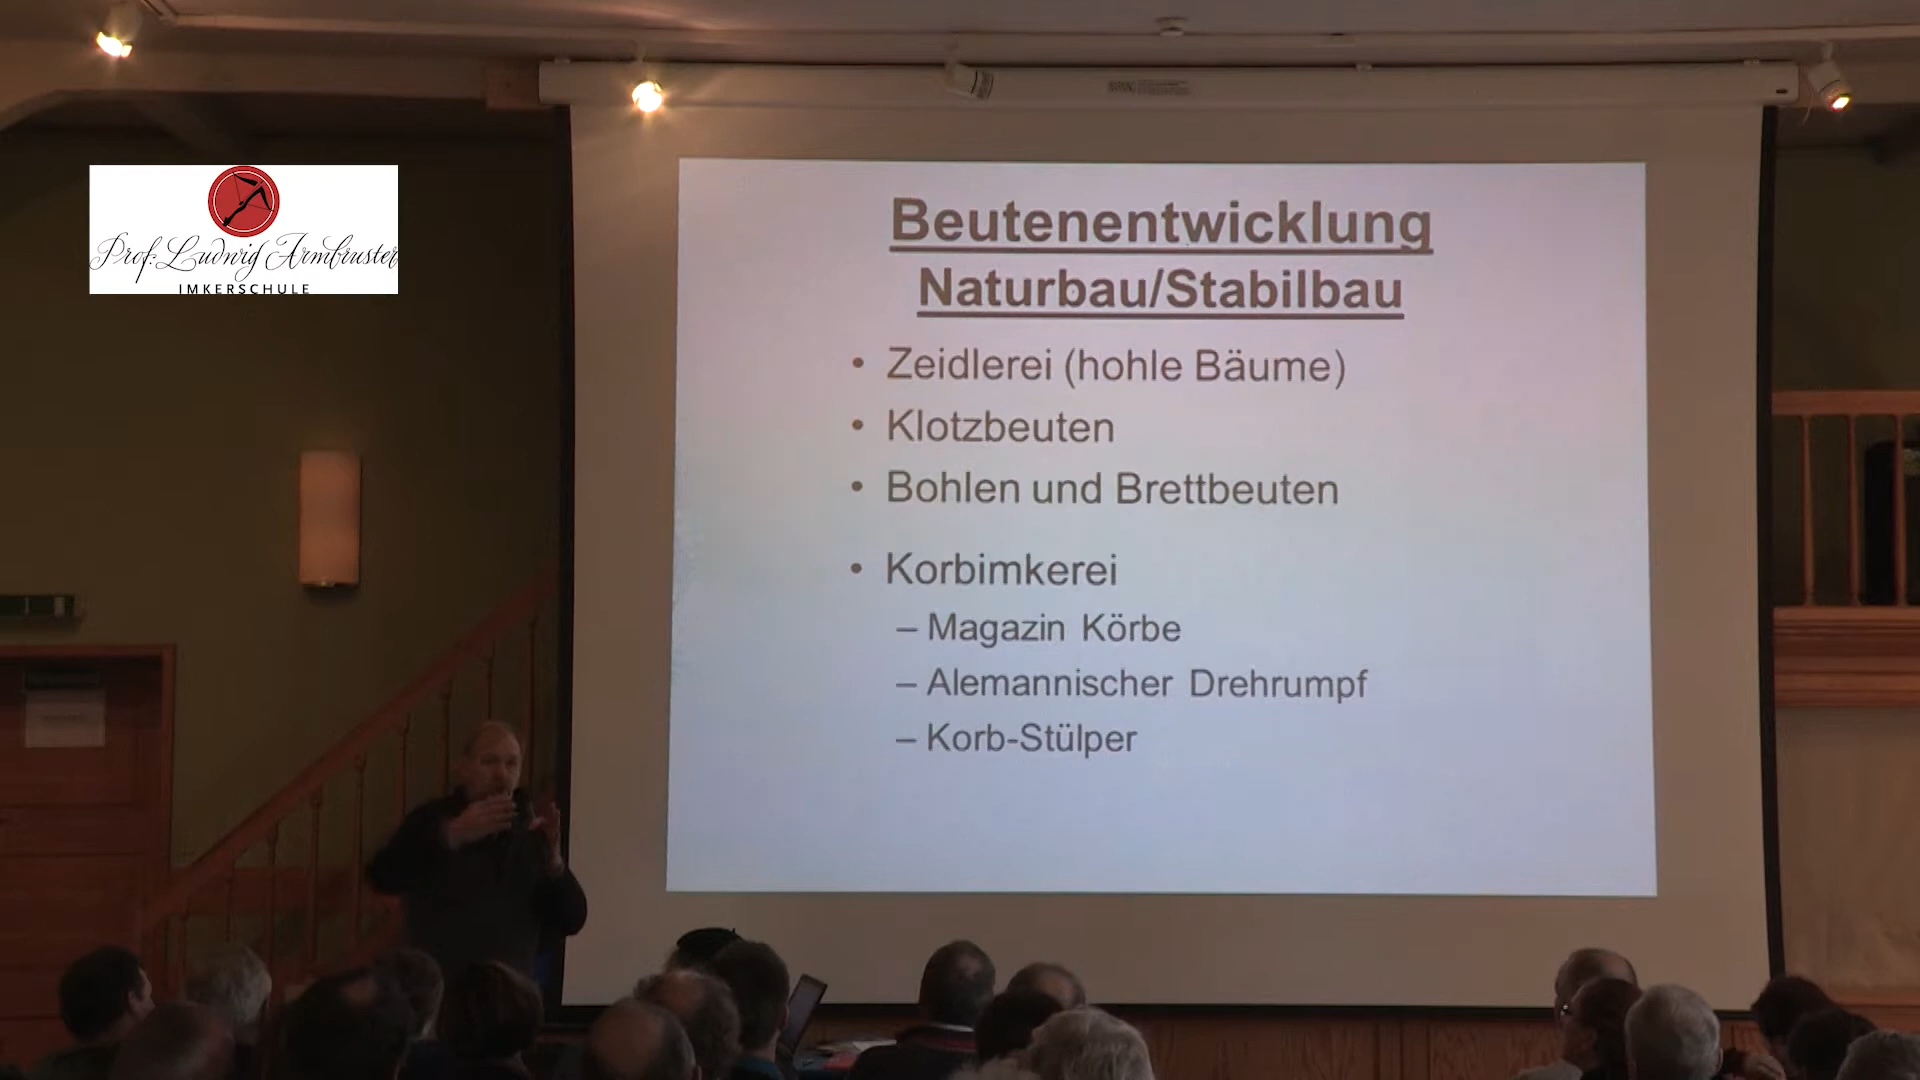 Prof. Ludwig Armbruster
IMKERSCHULE
Beutenentwicklung
Naturbau/Stabilbau
• Zeidlerei (hohle Bäume)
• Klotzbeuten
• Bohlen und Brettbeuten
• Korbimkerei
– Magazin Körbe
– Alemannischer Drehrumpf
– Korb-Stülper